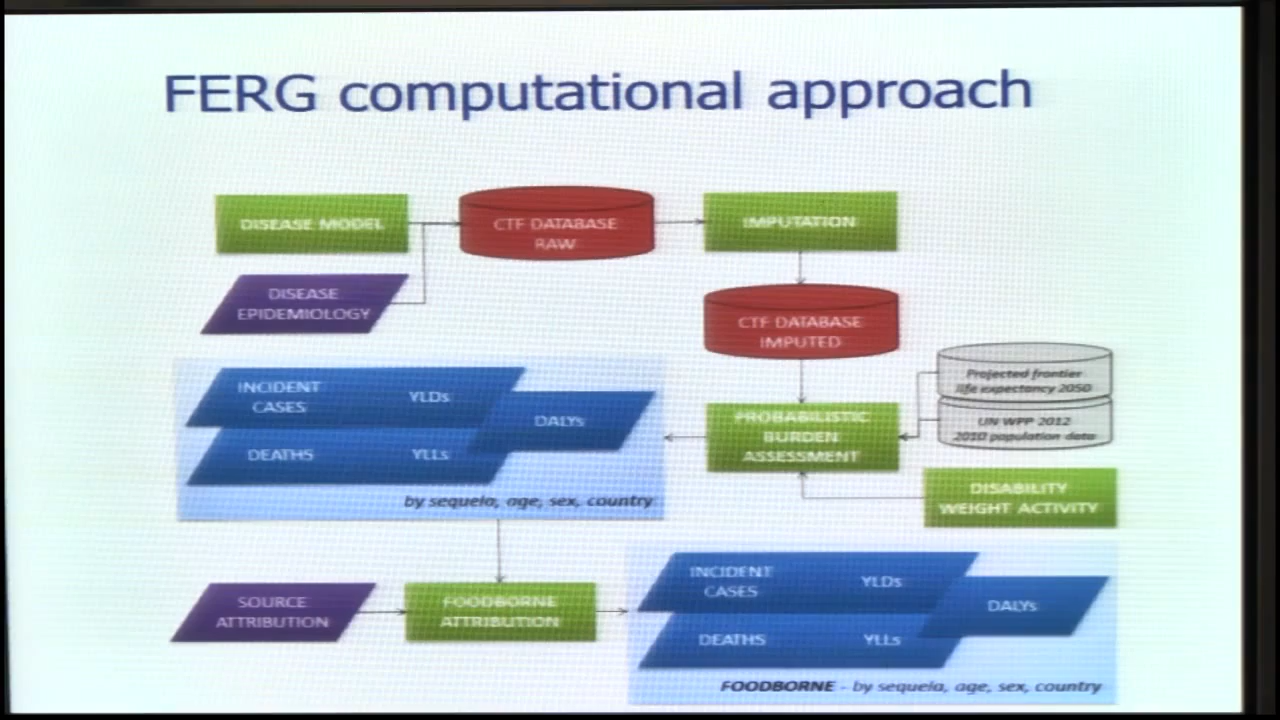 FERG computational approach
DISEASE MODEL
CTF DATABASE
RAW
IMPUTATION
DISEASE
EPIDEMIOLOGY
CTF DATABASE
IMPUTED
Projected frontier
life expectancy 2050
UN WPP 2012
2010 population data
INCIDENT
CASES
YLDs
DALYs
DEATHS
YLLs
by sequela, age, sex, country
PROBABILISTIC
BURDEN
ASSESSMENT
DISABILITY
WEIGHT ACTIVITY
SOURCE
ATTRIBUTION
FOODBORNE
ATTRIBUTION
INCIDENT
CASES
YLDs
DALYs
DEATHS
YLLs
FOODBORNE - by sequela, age, sex, country